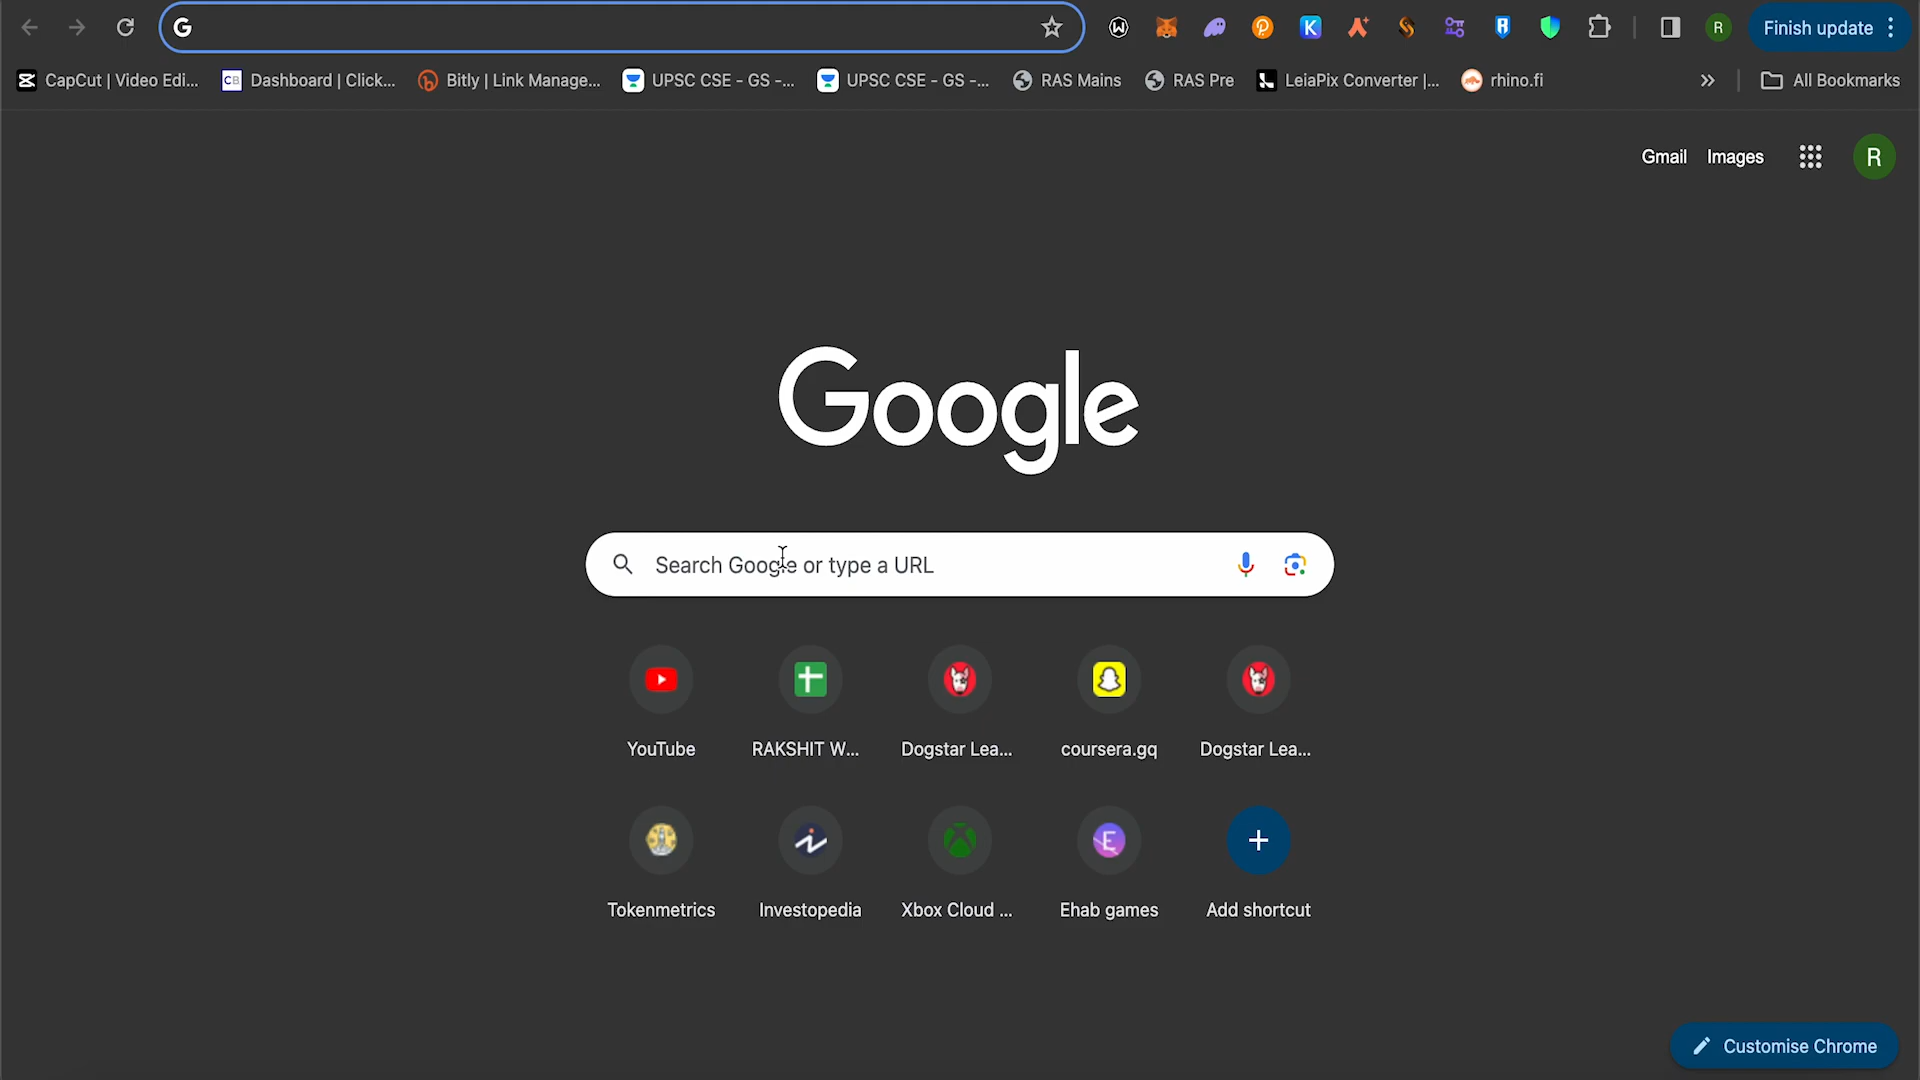 Finish update
CapCut | Video Edi...
CB Dashboard | Click...
Bitly | Link Manage...
UPSC CSE - GS -...
UPSC CSE - GS -...
RAS Mains
RAS Pre
LeiaPix Converter |...
rhino.fi
All Bookmarks
Gmail
Images
R
Google
Search Google or type a URL
YouTube
RAKSHIT W...
Dogstar Lea...
coursera.gq
Dogstar Lea...
Tokenmetrics
Investopedia
Xbox Cloud ...
Ehab games
Add shortcut
Customise Chrome